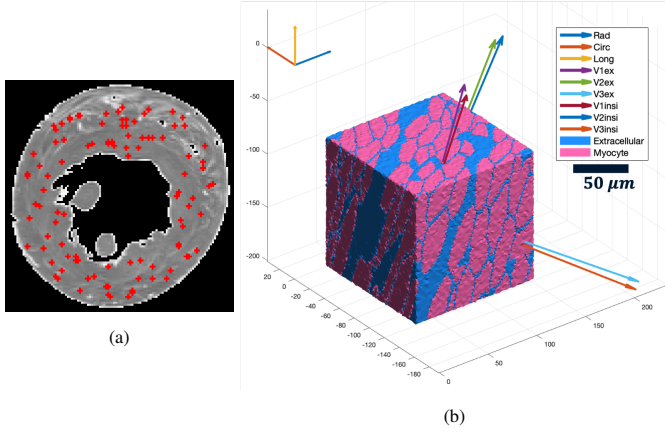 0
-50
-100
-150
-200
20
0
-20
-40
-60
-80
-100
-120
-140
-160
-180
0
50
100
150
200
Rad
Circ
Long
V1ex
V2ex
V3ex
V1insi
V2insi
V3insi
Extracellular
Myocyte
50 μm
(a)
(b)